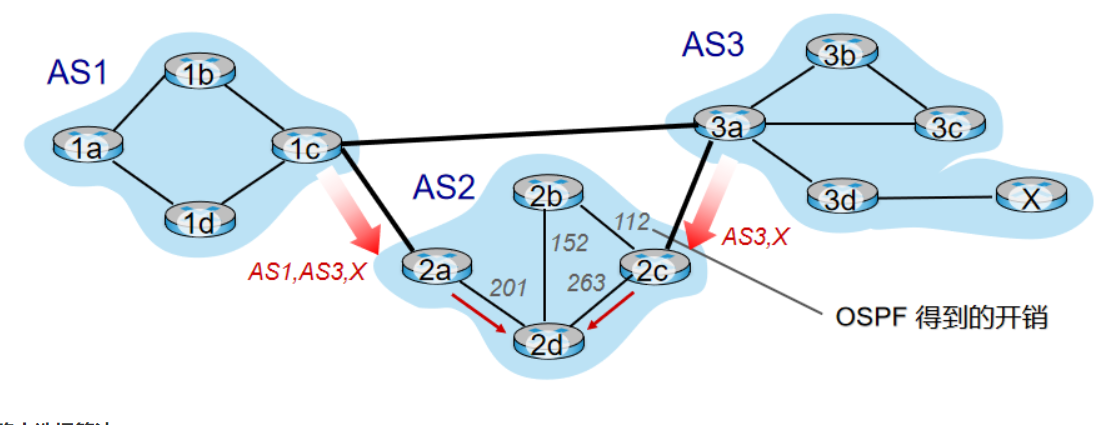 AS1
AS2
AS3
1a
1b
1c
1d
2a
2b
2c
2d
3a
3b
3c
3d
X
AS1,AS3,X
AS3,X
201
152
263
112
OSPF 得到的开销